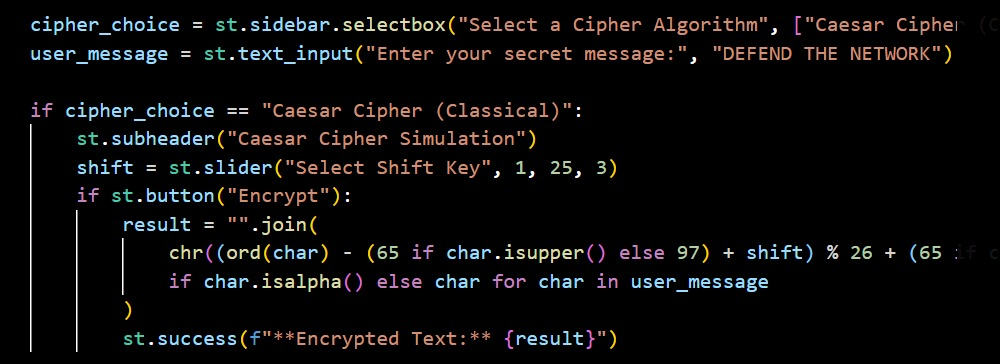 cipher_choice = st.sidebar.selectbox("Select a Cipher Algorithm", ["Caesar Cipher (C
user_message = st.text_input("Enter your secret message:", "DEFEND THE NETWORK")
if cipher_choice == "Caesar Cipher (Classical)":
st.subheader("Caesar Cipher Simulation")
shift = st.slider("Select Shift Key", 1, 25, 3)
if st.button("Encrypt"):
result = "".join(
chr((ord(char) - (65 if char.isupper() else 97) + shift) % 26 + (65 if c
if char.isalpha() else char for char in user_message
)
st.success(f"**Encrypted Text:** {result}")